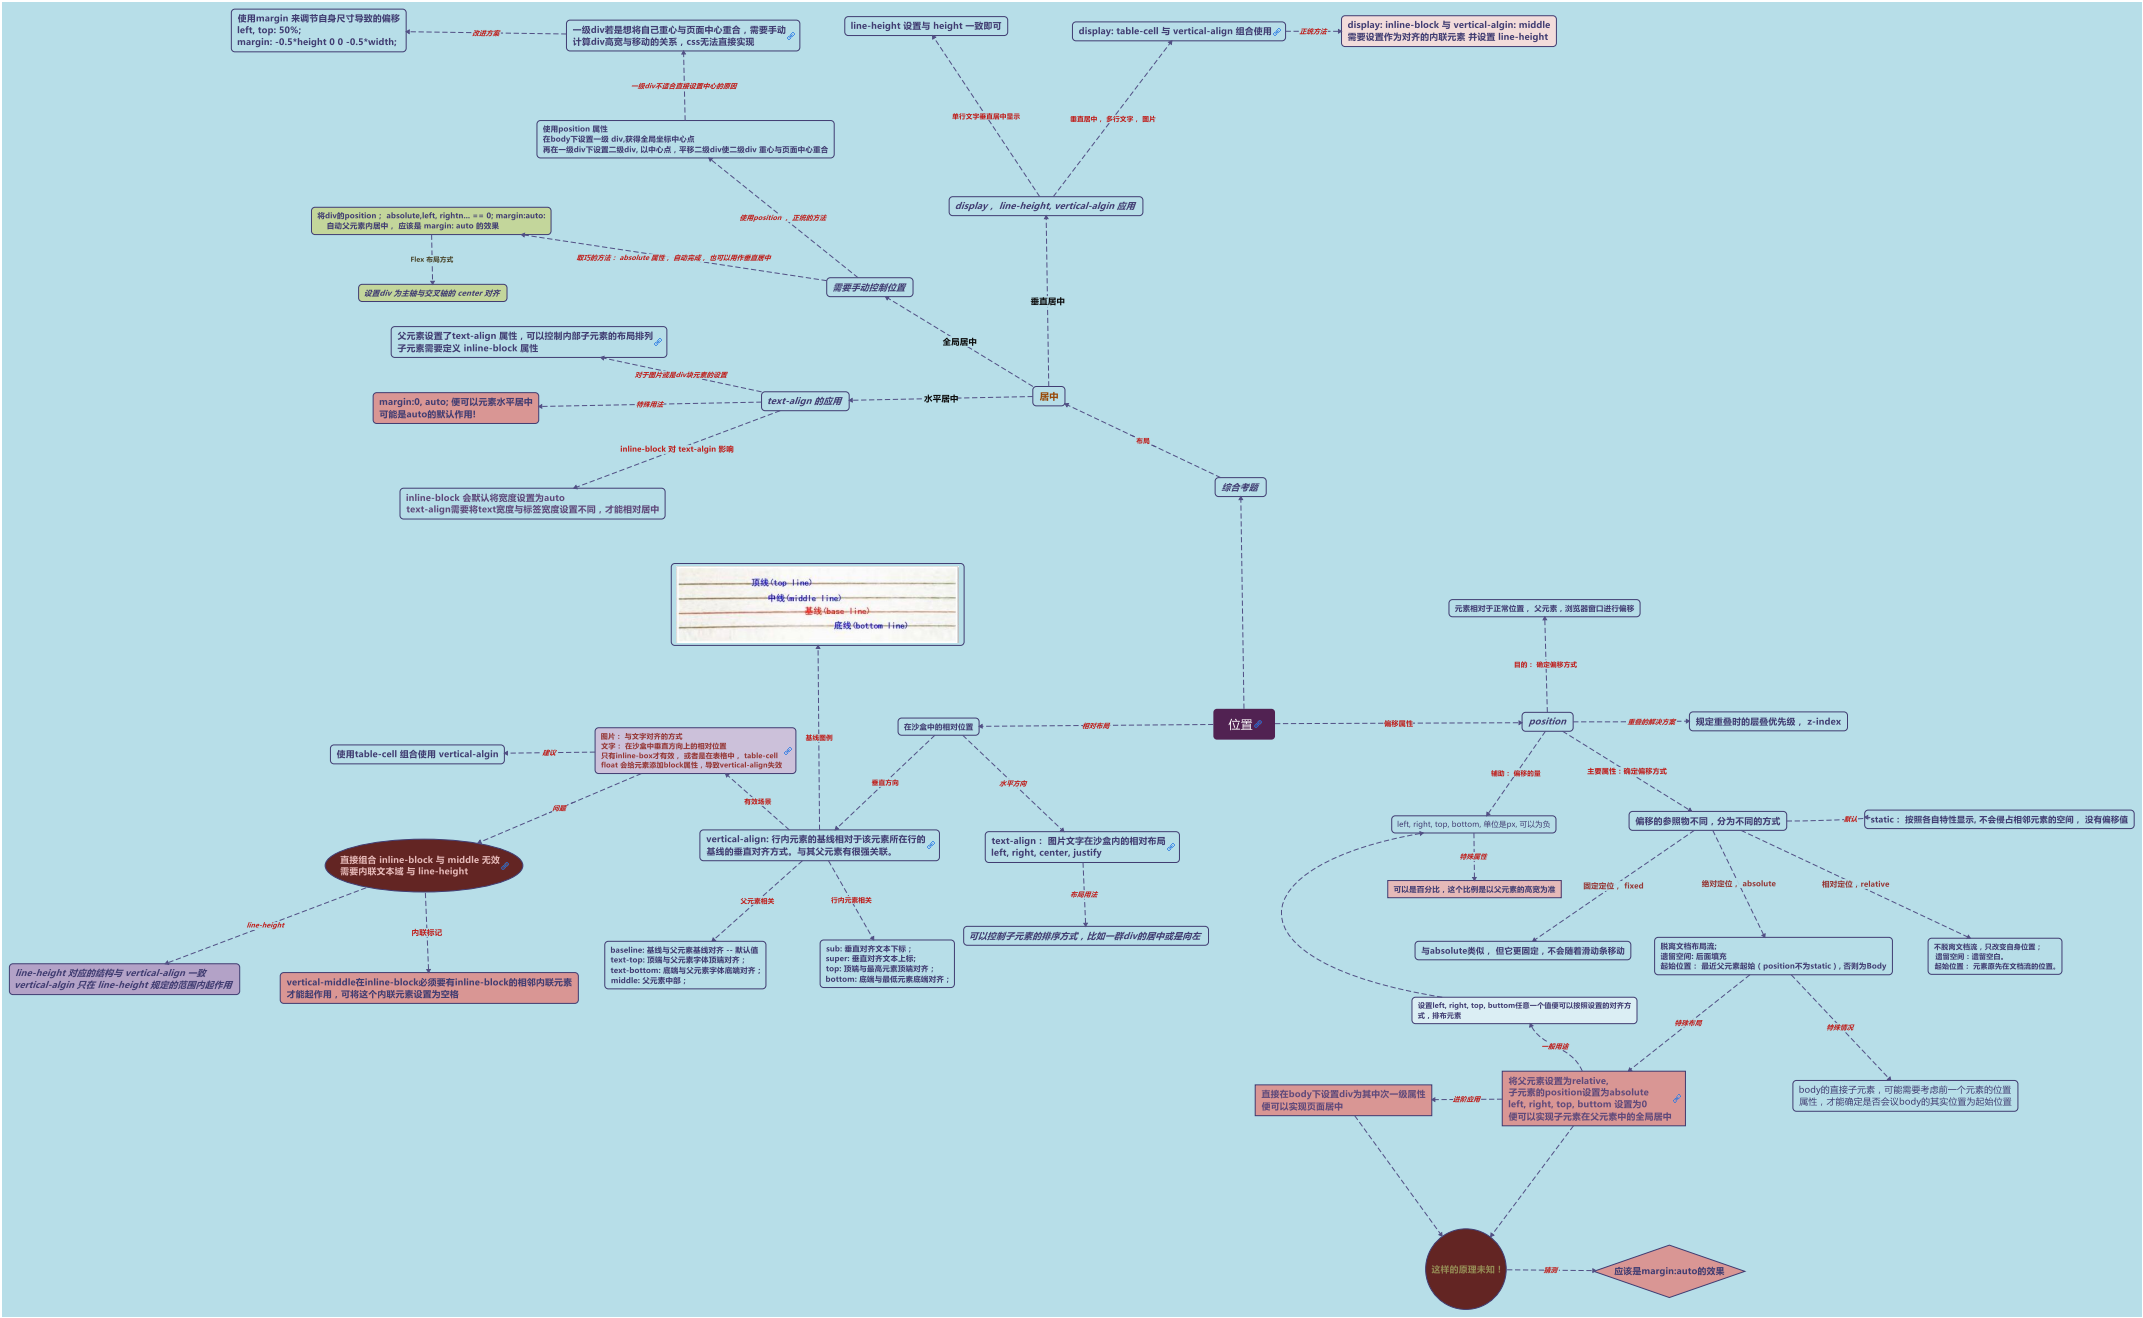 使用margin 来调节自身尺寸导致的偏移
left, top: 50%;
margin: -0.5*height 0 0 -0.5*width;
改进方案
一级div若是想将自己重心与页面中心重合，需要手动
计算div高宽与移动的关系，css无法直接实现
line-height 设置与 height 一致即可
display: table-cell 与 vertical-align 组合使用
正统方法
display: inline-block 与 vertical-algin: middle
需要设置作为对齐的内联元素 并设置 line-height
一级div不适合直接设置中心的原因
单行文字垂直居中显示
垂直居中， 多行文字， 图片
使用position 属性
在body下设置一级 div,获得全局坐标中心点
再在一级div下设置二级div, 以中心点，平移二级div使二级div 重心与页面中心重合
display， line-height, vertical-algin 应用
将div的position； absolute,left, rightn... == 0; margin:auto:
自动父元素内居中， 应该是 margin: auto 的效果
使用position ， 正统的方法
Flex 布局方式
取巧的方法： absolute 属性， 自动完成， 也可以用作垂直居中
设置div 为主轴与交叉轴的 center 对齐
需要手动控制位置
垂直居中
全局居中
父元素设置了text-align 属性，可以控制内部子元素的布局排列
子元素需要定义 inline-block 属性
对于图片或是div块元素的设置
margin:0, auto; 便可以元素水平居中
可能是auto的默认作用!
特殊用法
text-align 的应用
水平居中
居中
inline-block 对 text-algin 影响
布局
inline-block 会默认将宽度设置为auto
text-align需要将text宽度与标签宽度设置不同，才能相对居中
综合考题
顶线(top line)
中线(middle line)
基线(base line)
底线(bottom line)
元素相对于正常位置， 父元素，浏览器窗口进行偏移
目的： 确定偏移方式
使用table-cell 组合使用 vertical-algin
建议
图片： 与文字对齐的方式
文字： 在沙盒中垂直方向上的相对位置
只有inline-box才有效， 或者是在表格中， table-cell
float 会给元素添加block属性，导致vertical-align失效
基线图例
在沙盒中的相对位置
相对布局
位置
偏移属性
position
重叠的解决方案
规定重叠时的层叠优先级， z-index
问题
有效场景
垂直方向
水平方向
辅助： 偏移的量
主要属性：确定偏移方式
left, right, top, bottom, 单位是px, 可以为负
偏移的参照物不同，分为不同的方式
默认
static： 按照各自特性显示, 不会侵占相邻元素的空间， 没有偏移值
直接组合 inline-block 与 middle 无效
需要内联文本域 与 line-height
vertical-align: 行内元素的基线相对于该元素所在行的
基线的垂直对齐方式。与其父元素有很强关联。
text-align： 图片文字在沙盒内的相对布局
left, right, center, justify
特殊属性
可以是百分比，这个比例是以父元素的高宽为准
固定定位， fixed
绝对定位， absolute
相对定位，relative
line-height
内联标记
父元素相关
行内元素相关
布局用法
可以控制子元素的排序方式，比如一群div的居中或是向左
line-height 对应的结构与 vertical-align 一致
vertical-algin 只在 line-height 规定的范围内起作用
vertical-middle在inline-block必须要有inline-block的相邻内联元素
才能起作用，可将这个内联元素设置为空格
baseline: 基线与父元素基线对齐 -- 默认值
text-top: 顶端与父元素字体顶端对齐；
text-bottom: 底端与父元素字体底端对齐；
middle: 父元素中部；
sub: 垂直对齐文本下标；
super: 垂直对齐文本上标;
top: 顶端与最高元素顶端对齐；
bottom: 底端与最低元素底端对齐；
与absolute类似， 但它更固定，不会随着滑动条移动
脱离文档布局流;
遗留空间: 后面填充
起始位置： 最近父元素起始（position不为static），否则为Body
不脱离文档流，只改变自身位置；
遗留空间：遗留空白。
起始位置： 元素原先在文档流的位置。
设置left, right, top, buttom任意一个值便可以按照设置的对齐方
式，排布元素
特殊布局
特殊情况
一般用途
直接在body下设置div为其中次一级属性
便可以实现页面居中
进阶应用
将父元素设置为relative,
子元素的position设置为absolute
left, right, top, buttom 设置为0
便可以实现子元素在父元素中的全局居中
body的直接子元素，可能需要考虑前一个元素的位置
属性，才能确定是否会议body的其实位置为起始位置
这样的原理未知！
猜测
应该是margin:auto的效果